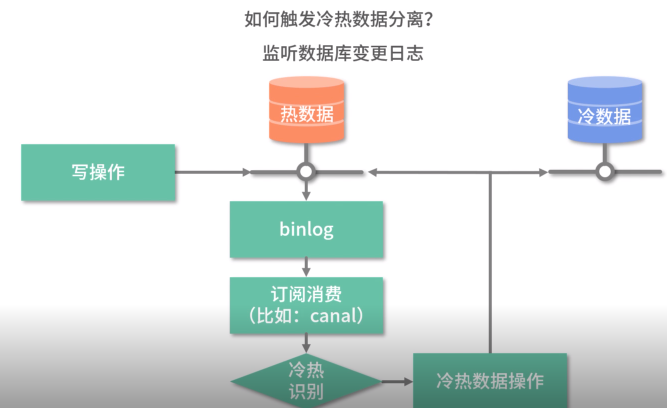 如何触发冷热数据分离？
监听数据库变更日志
热数据
冷数据
写操作
binlog
订阅消费
（比如：canal）
冷热
识别
冷热数据操作